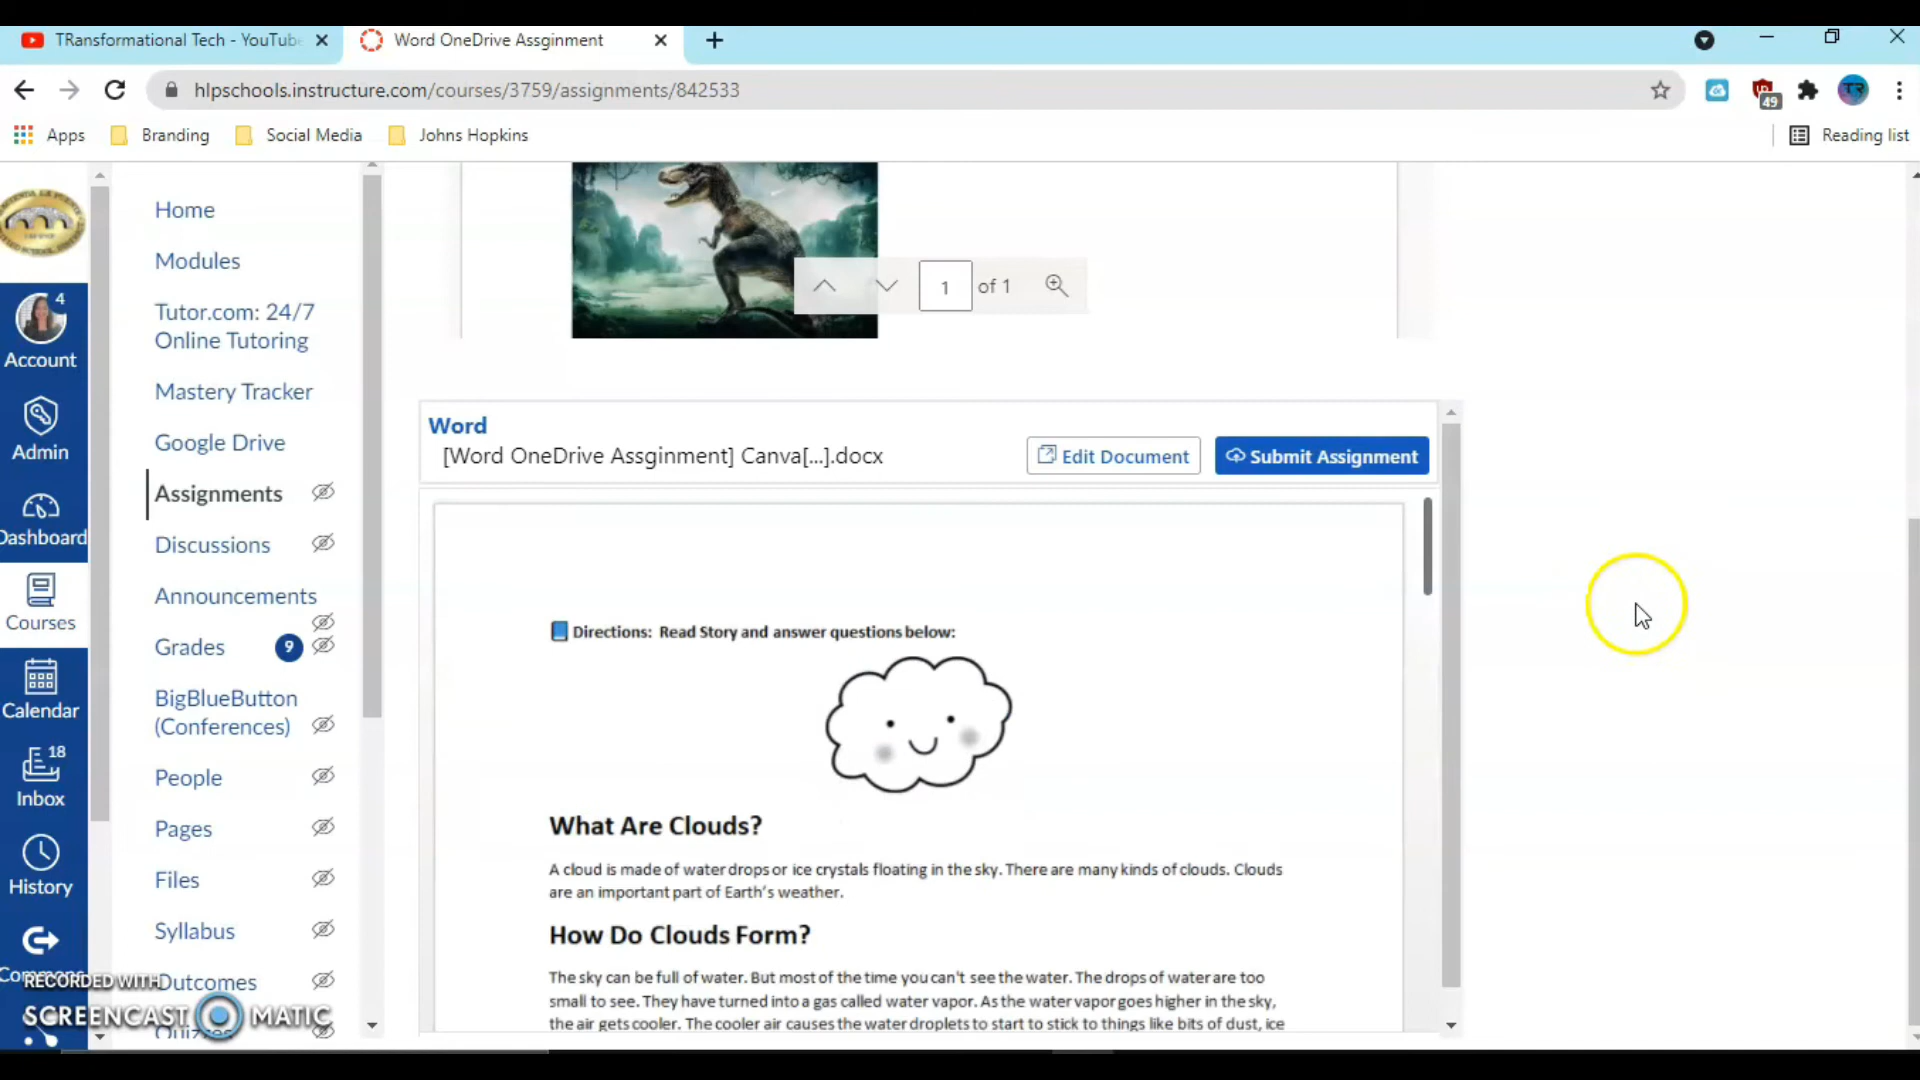 TRansformational Tech - YouTube
Word OneDrive Assginment
hlpschools.instructure.com/courses/3759/assignments/842533
49
TR
Apps
Branding
Social Media
Johns Hopkins
Reading list
4
Account
Admin
Dashboard
Courses
Calendar
18
Inbox
History
Commons
Home
Modules
Tutor.com: 24/7
Online Tutoring
Mastery Tracker
Google Drive
Assignments
Discussions
Announcements
Grades 9
BigBlueButton
(Conferences)
People
Pages
Files
Syllabus
Outcomes
Quizzes
1 of 1
Word
[Word OneDrive Assginment] Canva[...].docx
Edit Document
Submit Assignment
Directions: Read Story and answer questions below:
What Are Clouds?
A cloud is made of water drops or ice crystals floating in the sky. There are many kinds of clouds. Clouds
are an important part of Earth's weather.
How Do Clouds Form?
The sky can be full of water. But most of the time you can't see the water. The drops of water are too
small to see. They have turned into a gas called water vapor. As the water vapor goes higher in the sky,
the air gets cooler. The cooler air causes the water droplets to start to stick to things like bits of dust, ice
RECORDED WITH
SCREENCAST MATIC